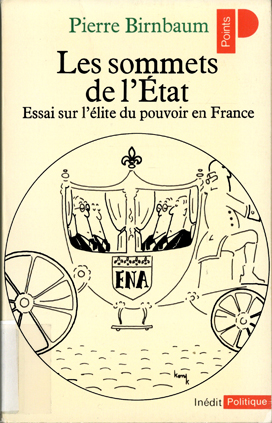 Pierre Birnbaum
Points
Les sommets
de l'État
Essai sur l'élite du pouvoir en France
ENA
Inédit Politique